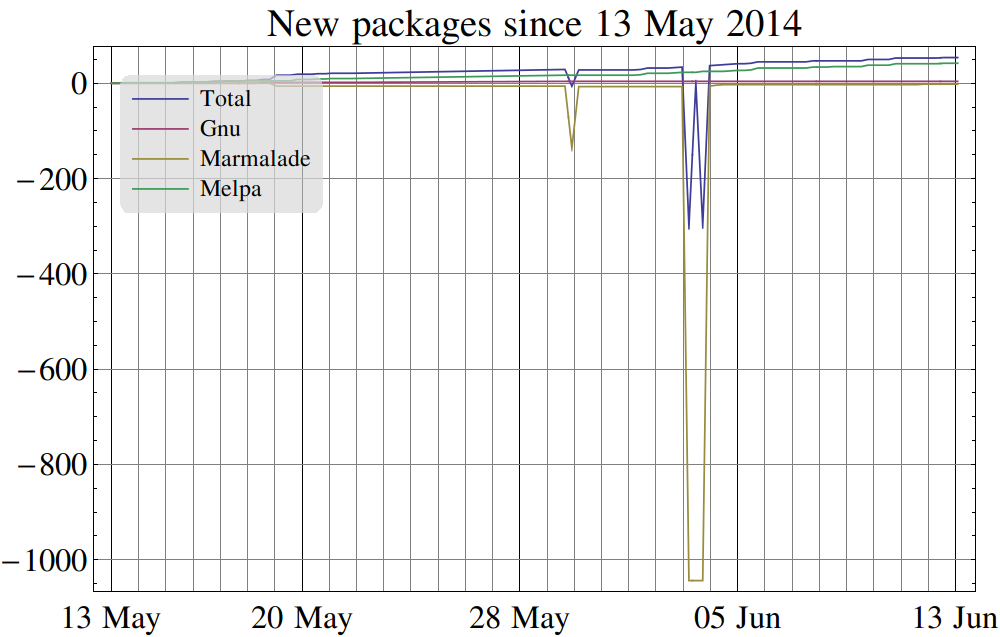 New packages since 13 May 2014
0
Total
Gnu
Marmalade
Melpa
−200
−400
−600
−800
−1000
13 May 20 May 28 May 05 Jun 13 Jun